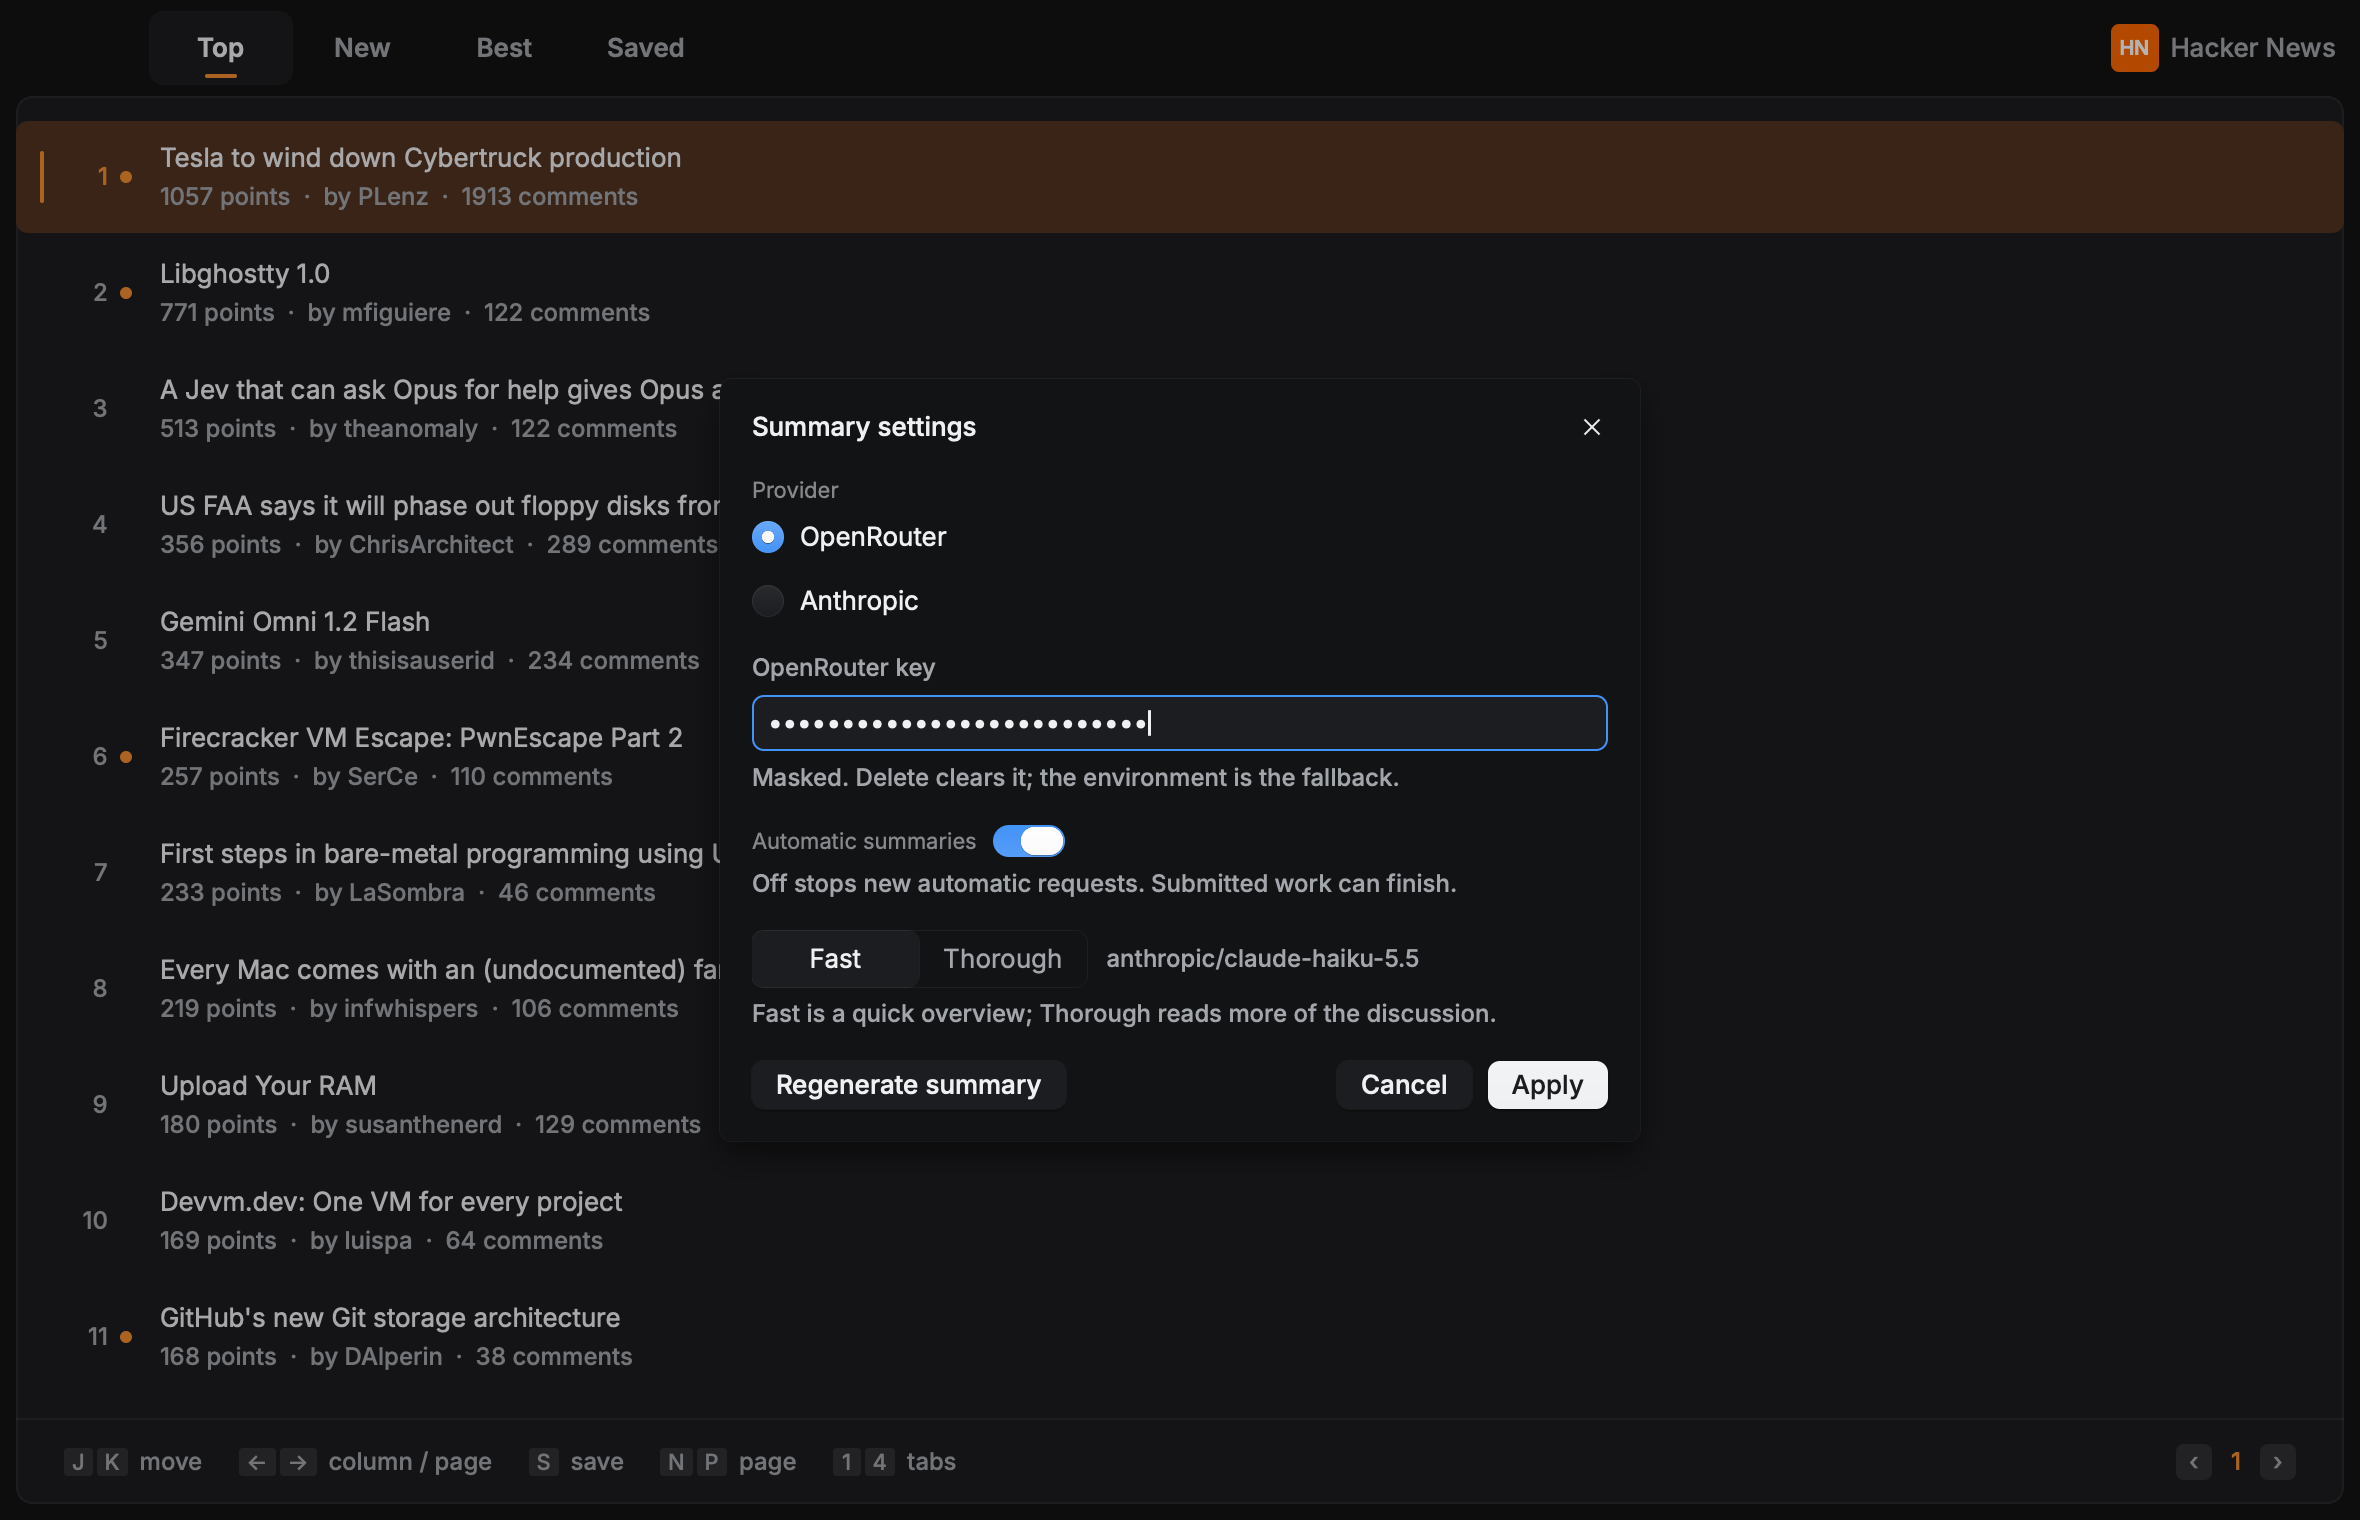 Top New Best Saved
HN Hacker News
1 Tesla to wind down Cybertruck production
1057 points · by PLenz · 1913 comments
2 Libghostty 1.0
771 points · by mfiguiere · 122 comments
3 A Jev that can ask Opus for help gives Opus
513 points · by theanomaly · 122 comments
4 US FAA says it will phase out floppy disks
356 points · by ChrisArchitect · 289 comments
5 Gemini Omni 1.2 Flash
347 points · by thisisauserid · 234 comments
6 Firecracker VM Escape: PwnEscape Part 2
257 points · by SerCe · 110 comments
7 First steps in bare-metal programming using
233 points · by LaSombra · 46 comments
8 Every Mac comes with an (undocumented)
219 points · by infwhispers · 106 comments
9 Upload Your RAM
180 points · by susanthenerd · 129 comments
10 Devvm.dev: One VM for every project
169 points · by luispa · 64 comments
11 GitHub's new Git storage architecture
168 points · by DAlperin · 38 comments
Summary settings
Provider
OpenRouter
Anthropic
OpenRouter key
Masked. Delete clears it; the environment is the fallback.
Automatic summaries
Off stops new automatic requests. Submitted work can finish.
Fast Thorough anthropic/claude-haiku-5.5
Fast is a quick overview; Thorough reads more of the discussion.
Regenerate summary Cancel Apply
J K move ← → column / page S save N P page 1 4 tabs
‹ 1 ›